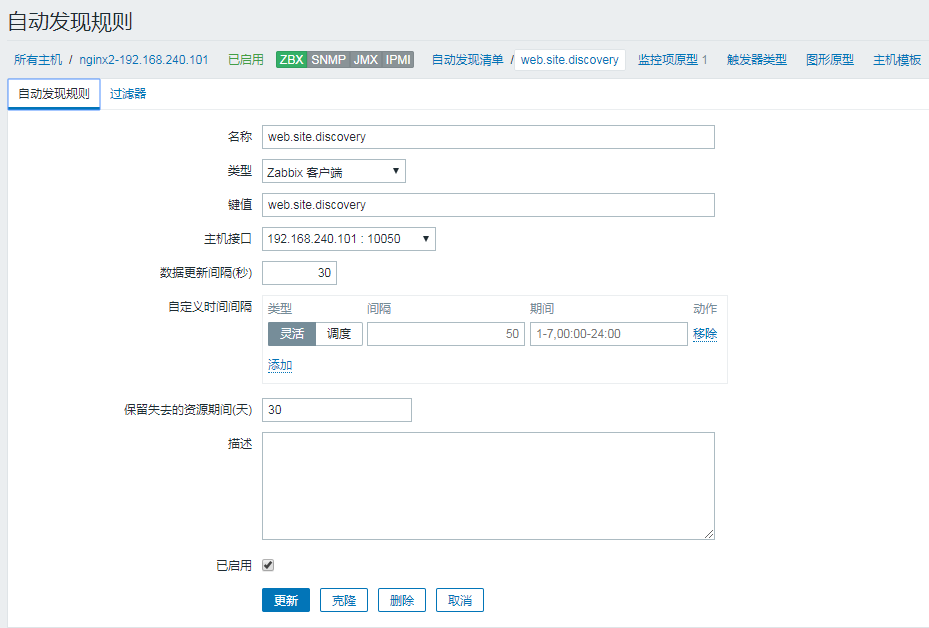 自动发现规则
所有主机 / nginx2-192.168.240.101 已启用 ZBX SNMP JMX IPMI 自动发现清单 / web.site.discovery 监控项原型 1 触发器类型 图形原型 主机模板
自动发现规则 过滤器
名称 web.site.discovery
类型 Zabbix 客户端
键值 web.site.discovery
主机接口 192.168.240.101 : 10050
数据更新间隔(秒) 30
自定义时间间隔 类型 间隔 期间 动作
灵活 调度 50 1-7,00:00-24:00 移除
添加
保留失去的资源期间(天) 30
描述
已启用
更新 克隆 删除 取消